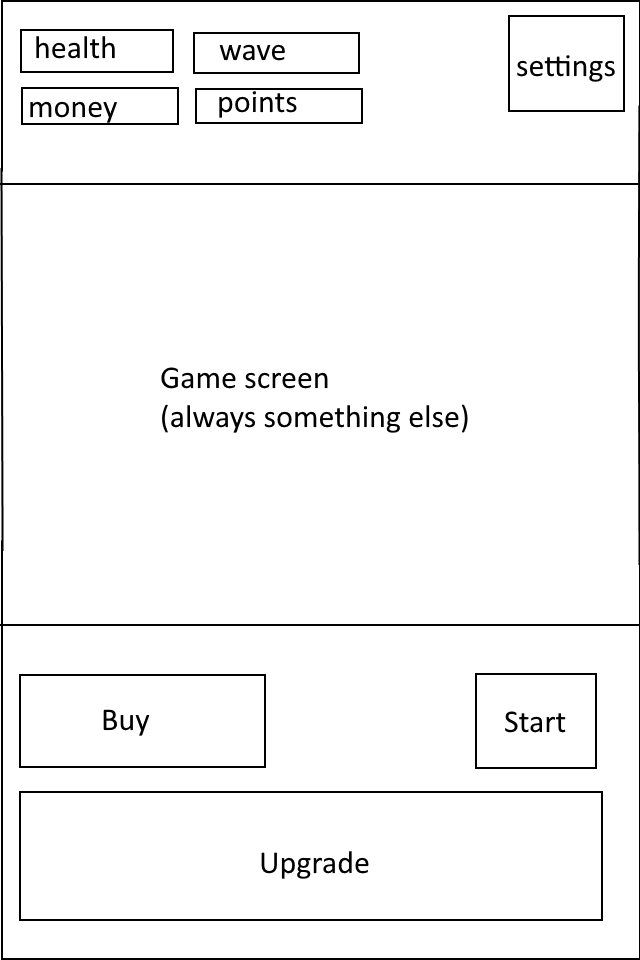 health
wave
settings
money
points
Game screen
(always something else)
Buy
Start
Upgrade